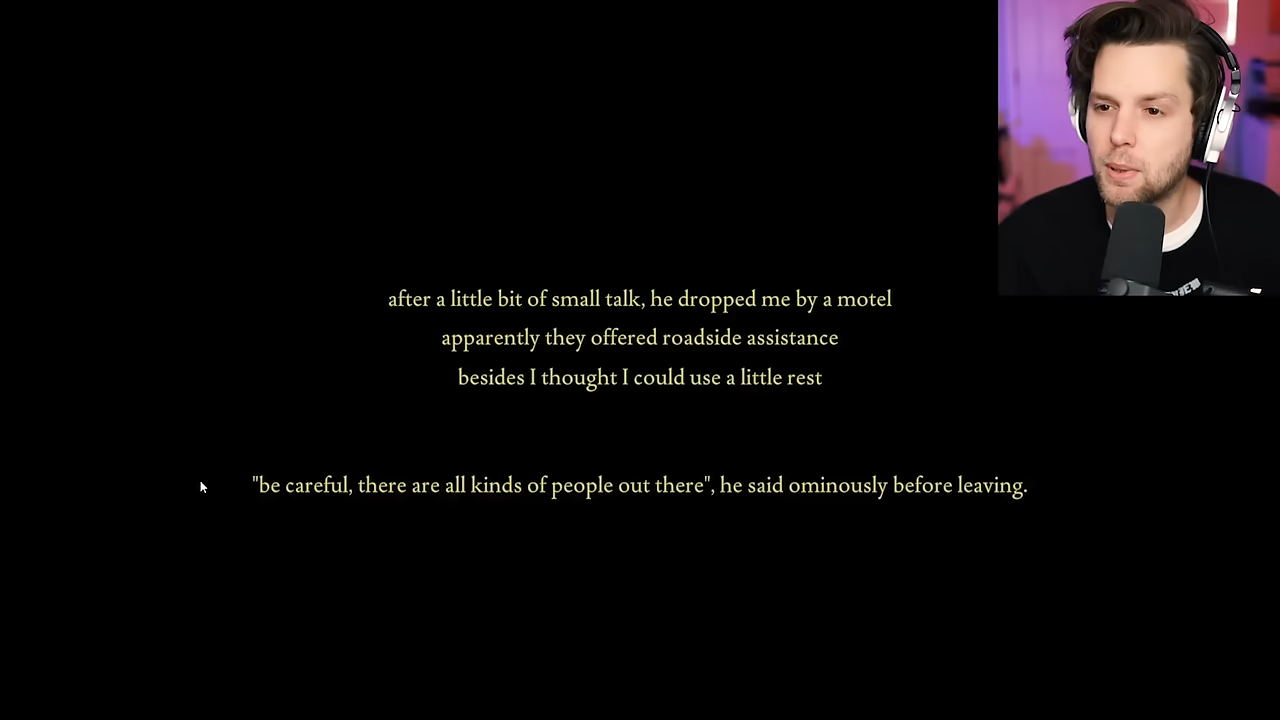 after a little bit of small talk, he dropped me by a motel
apparently they offered roadside assistance
besides I thought I could use a little rest
"be careful, there are all kinds of people out there", he said ominously before leaving.